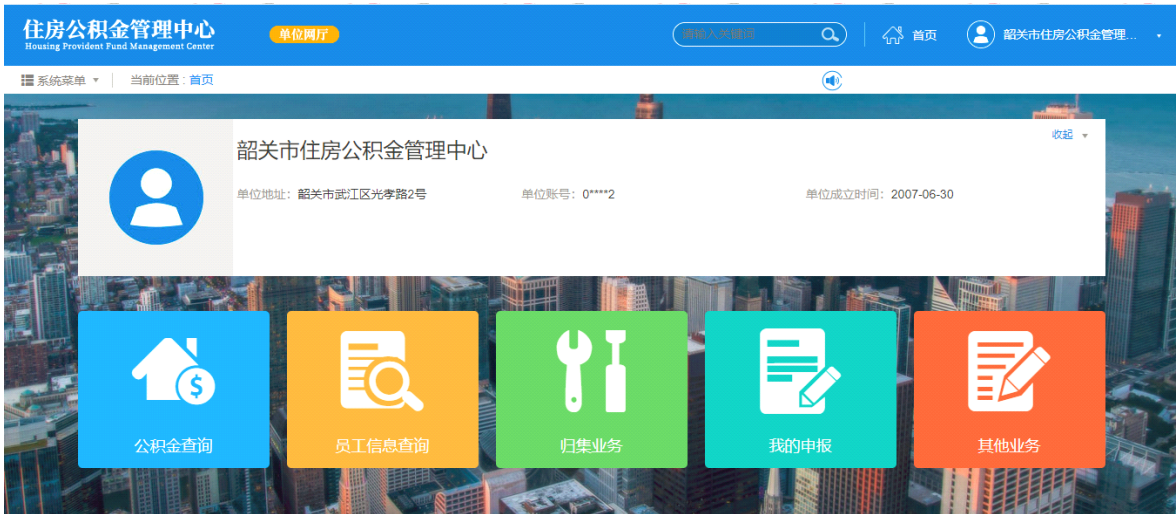 住房公积金管理中心
Housing Provident Fund Management Center
单位网厅
请输入关键词
首页
韶关市住房公积金管理...
系统菜单
当前位置 : 首页
收起
韶关市住房公积金管理中心
单位地址：韶关市武江区光孝路2号
单位账号：0****2
单位成立时间：2007-06-30
公积金查询
员工信息查询
归集业务
我的申报
其他业务